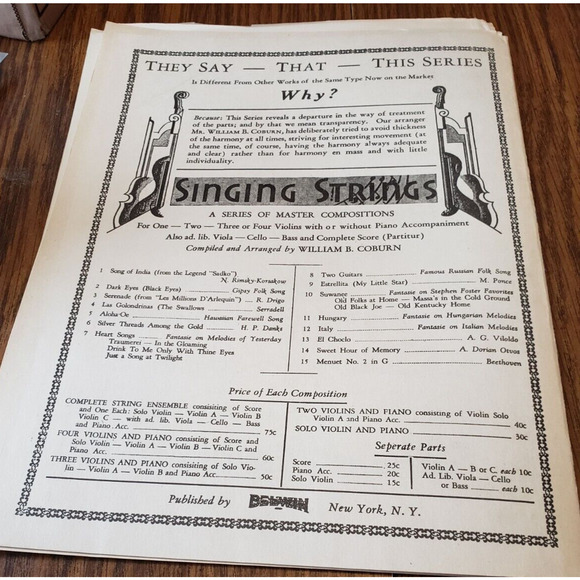 THEY SAY — THAT — THIS SERIES
Is Different From Other Works of the Same Type Now on the Market
Why?
Because: This Series reveals a departure in the way of treatment
of the parts; and by that we mean transparency. Our arranger
MR. WILLIAM B. COBURN, has deliberately tried to avoid thickness
of the harmony at all times, striving for interesting movement (at
the same time, of course, having the harmony always adequate
and clear) rather than for harmony en mass and with little
individuality.
SINGING STRINGS
A SERIES OF MASTER COMPOSITIONS
For One — Two — Three or Four Violins with or without Piano Accompaniment
Also ad. lib. Viola — Cello — Bass and Complete Score (Partitur)
Compiled and Arranged by WILLIAM B. COBURN
1 Song of India (from the Legend "Sadko")
N. Rimsky-Korsakow
2 Dark Eyes (Black Eyes) Gipsy Folk Song
3 Serenade (from "Les Millions D'Arlequin") R. Drigo
4 Las Golondrinas (The Swallows Serradell
5 Aloha-Oe Hawaiian Farewell Song
6 Silver Threads Among the Gold H. P. Danks
7 Heart Songs Fantasie on Melodies of Yesterday
Traumerei — In the Gloaming
Drink To Me Only With Thine Eyes
Just a Song at Twilight
8 Two Guitars Famous Russian Folk Song
9 Estrellita (My Little Star) M. Ponce
10 Suwanee Fantasie on Stephen Foster Favorites
Old Folks at Home — Massa's in the Cold Ground
Old Black Joe — Old Kentucky Home
11 Hungary Fantasie on Hungarian Melodies
12 Italy Fantasie on Italian Melodies
13 El Choclo A. G. Viloldo
14 Sweet Hour of Memory A. Dorian Otvos
15 Menuet No. 2 in G Beethoven
Price of Each Composition
COMPLETE STRING ENSEMBLE consisting of Score
and One Each: Solo Violin — Violin A — Violin B
Violin C — with ad. lib. Viola — Cello — Bass
and Piano Acc. 75c
FOUR VIOLINS AND PIANO consisting of Score and
Solo Violin — Violin A — Violin B — Violin C and
Piano Acc. 60c
THREE VIOLINS AND PIANO consisiting of Solo Vio-
lin — Violin A — Violin B and Piano Acc. 50c
TWO VIOLINS AND PIANO consisting of Violin Solo
Violin A and Piano Acc. 40c
SOLO VIOLIN AND PIANO 30c
Seperate Parts
Score 25c
Piano Acc. 20c
Solo Violin 15c
Violin A — B or C. each 10c
Ad. Lib. Viola — Cello
or Bass each 10c
Published by New York, N. Y.